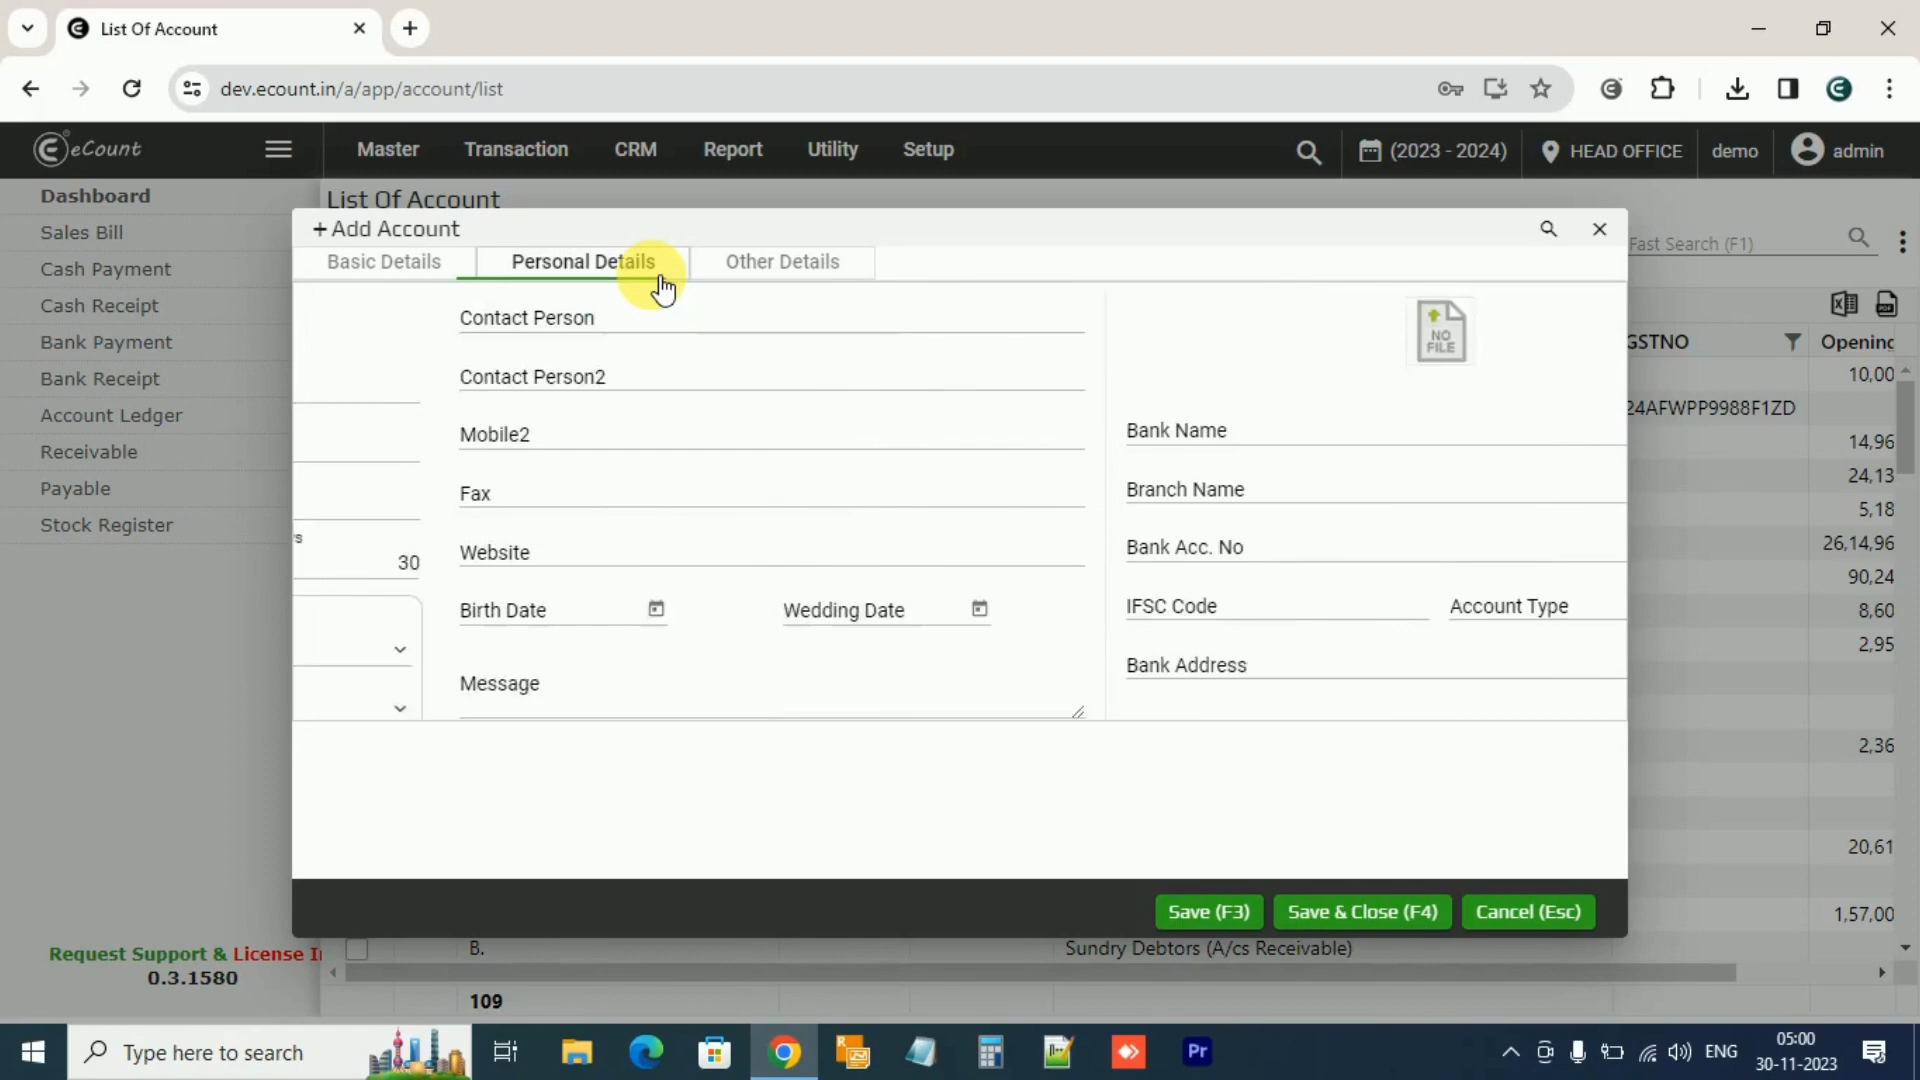 List Of Account
dev.ecount.in/a/app/account/list
eCount
Master
Transaction
CRM
Report
Utility
Setup
(2023 - 2024)
HEAD OFFICE
demo
admin
Dashboard
Sales Bill
Cash Payment
Cash Receipt
Bank Payment
Bank Receipt
Account Ledger
Receivable
Payable
Stock Register
Request Support & License I
0.3.1580
List Of Account
Fast Search (F1)
+ Add Account
Basic Details
Personal Details
Other Details
30
Contact Person
Contact Person2
Mobile2
Fax
Website
Birth Date
Wedding Date
Message
NO
FILE
Bank Name
Branch Name
Bank Acc. No
IFSC Code
Account Type
Bank Address
Save (F3)
Save & Close (F4)
Cancel (Esc)
GSTNO
Opening
10,00
24AFWPP9988F1ZD
14,96
24,13
5,18
26,14,96
90,24
8,60
2,95
2,36
20,61
1,57,00
B.
Sundry Debtors (A/cs Receivable)
109
Type here to search
Pr
ENG
05:00
30-11-2023